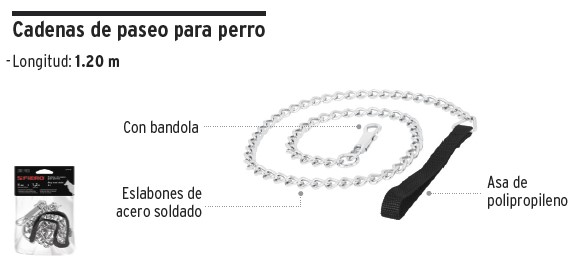 Cadenas de paseo para perro
-Longitud: 1.20 m
Con bandola
Eslabones de
acero soldado
Asa de
polipropileno
FIERO